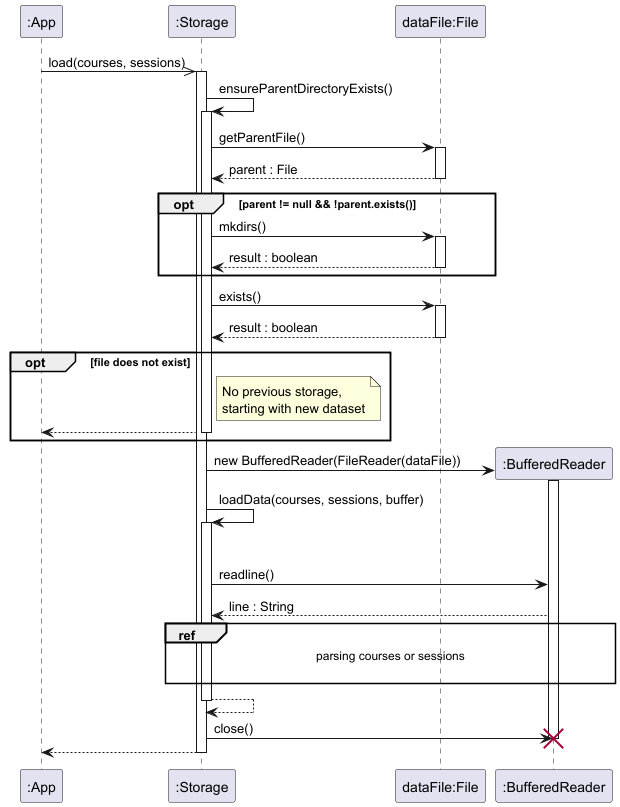 :App
:Storage
dataFile:File
load(courses, sessions)
ensureParentDirectoryExists()
getParentFile()
parent : File
opt
[parent != null && !parent.exists()]
mkdirs()
result : boolean
exists()
result : boolean
opt
[file does not exist]
No previous storage,
starting with new dataset
new BufferedReader(FileReader(dataFile))
:BufferedReader
loadData(courses, sessions, buffer)
readline()
line : String
ref
parsing courses or sessions
close()
:App
:Storage
dataFile:File
:BufferedReader